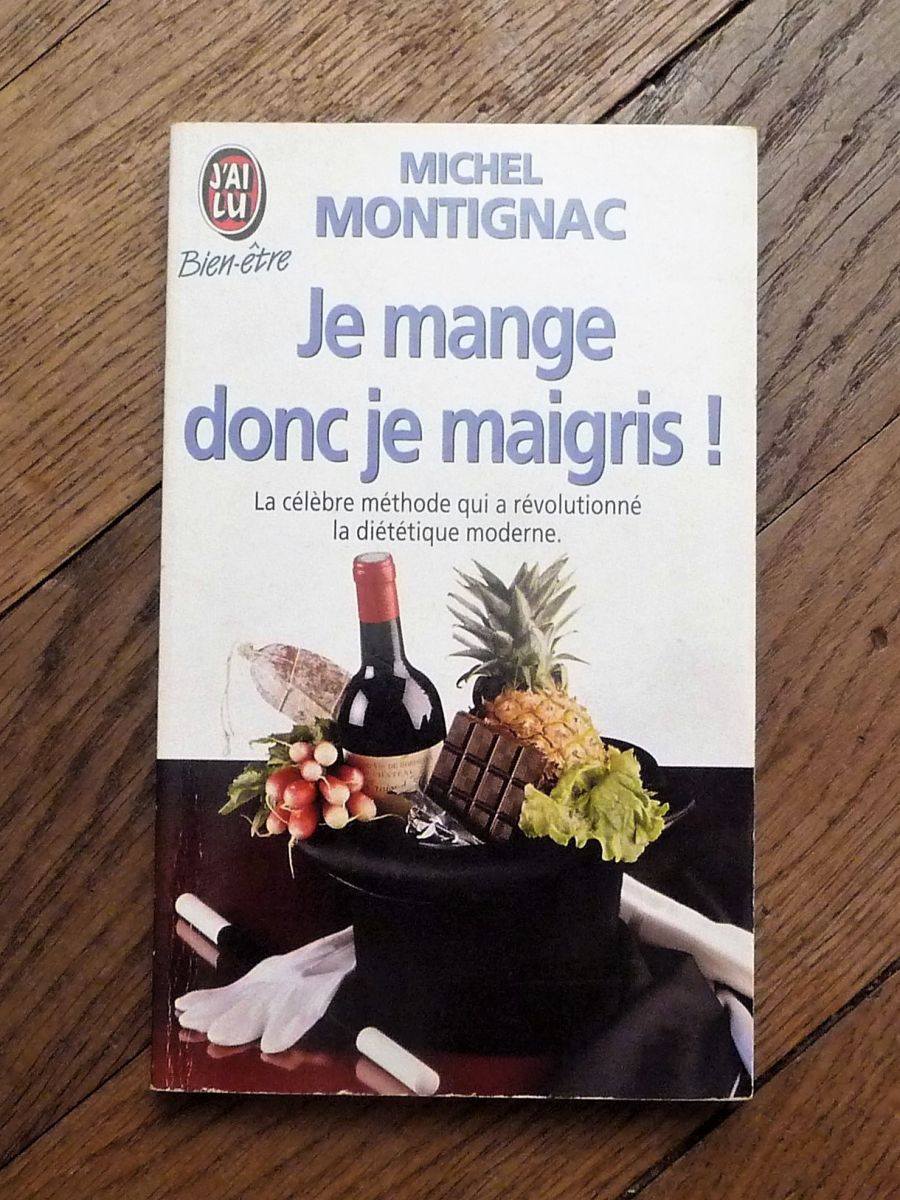 J'AI
LU
Bien-être
MICHEL
MONTIGNAC
Je mange
donc je maigris !
La célèbre méthode qui a révolutionné
la diététique moderne.
CHATEAU